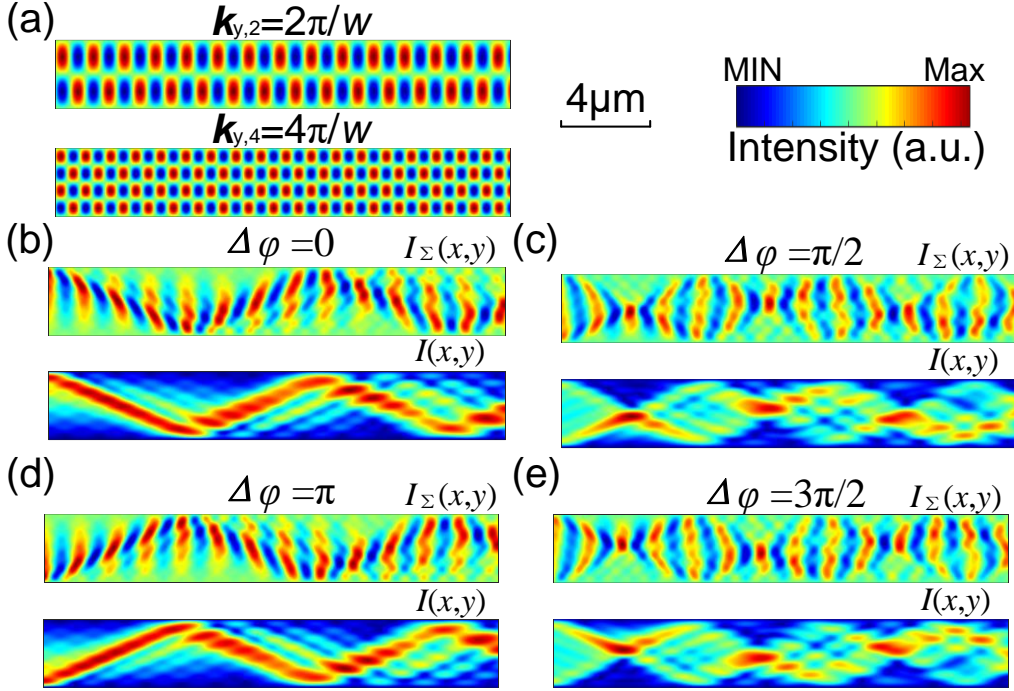 (a)
k_y,2=2π/w
k_y,4=4π/w
4μm
MIN Max
Intensity (a.u.)
(b) Δφ=0 I_Σ(x,y)
I(x,y)
(c) Δφ=π/2 I_Σ(x,y)
I(x,y)
(d) Δφ=π I_Σ(x,y)
I(x,y)
(e) Δφ=3π/2 I_Σ(x,y)
I(x,y)